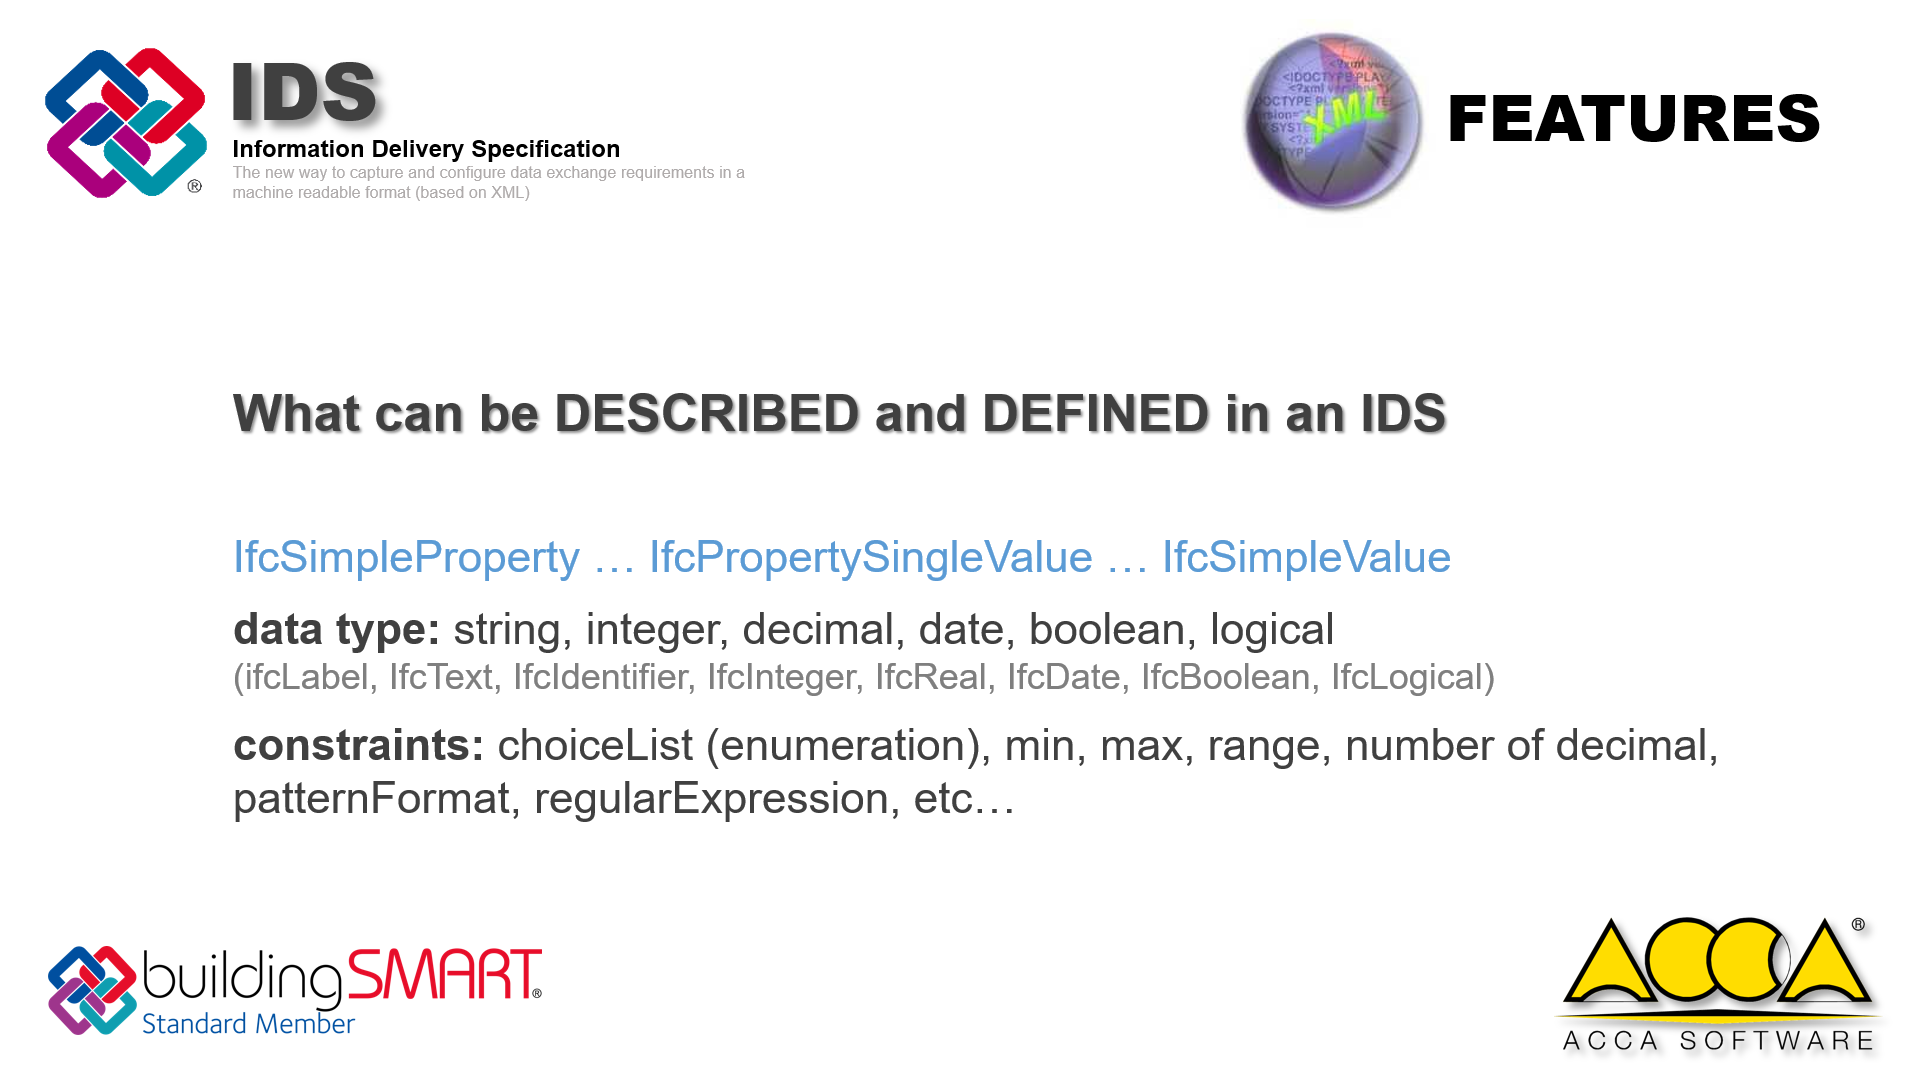 IDS
Information Delivery Specification
The new way to capture and configure data exchange requirements in a
machine readable format (based on XML)
®
XML
FEATURES
What can be DESCRIBED and DEFINED in an IDS
IfcSimpleProperty … IfcPropertySingleValue … IfcSimpleValue
data type: string, integer, decimal, date, boolean, logical
(ifcLabel, IfcText, IfcIdentifier, IfcInteger, IfcReal, IfcDate, IfcBoolean, IfcLogical)
constraints: choiceList (enumeration), min, max, range, number of decimal,
patternFormat, regularExpression, etc…
buildingSMART®
Standard Member
ACCA®
ACCA SOFTWARE